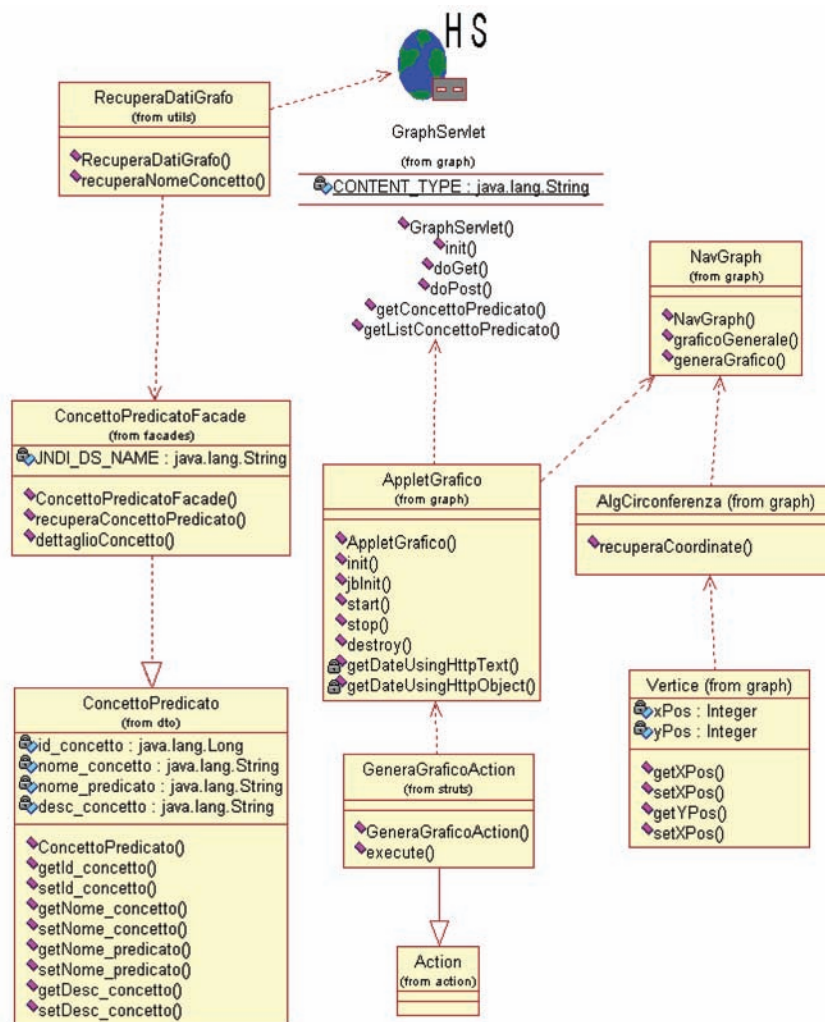 HS
RecuperaDatiGrafo
(from utils)
RecuperaDatiGrafo()
recuperaNomeConcetto()
GraphServlet
(from graph)
CONTENT_TYPE : java.lang.String
GraphServlet()
init()
doGet()
doPost()
getConcettoPredicato()
getListConcettoPredicato()
NavGraph
(from graph)
NavGraph()
graficoGenerale()
generaGrafico()
ConcettoPredicatoFacade
(from facades)
JNDI_DS_NAME : java.lang.String
ConcettoPredicatoFacade()
recuperaConcettoPredicato()
dettaglioConcetto()
AppletGrafico
(from graph)
AppletGrafico()
init()
jbInit()
start()
stop()
destroy()
getDateUsingHttpText()
getDateUsingHttpObject()
AlgCirconferenza (from graph)
recuperaCoordinate()
ConcettoPredicato
(from dto)
id_concetto : java.lang.Long
nome_concetto : java.lang.String
nome_predicato : java.lang.String
desc_concetto : java.lang.String
ConcettoPredicato()
getId_concetto()
setId_concetto()
getNome_concetto()
setNome_concetto()
getNome_predicato()
setNome_predicato()
getDesc_concetto()
setDesc_concetto()
GeneraGraficoAction
(from struts)
GeneraGraficoAction()
execute()
Vertice (from graph)
xPos : Integer
yPos : Integer
getXPos()
setXPos()
getYPos()
setXPos()
Action
(from action)